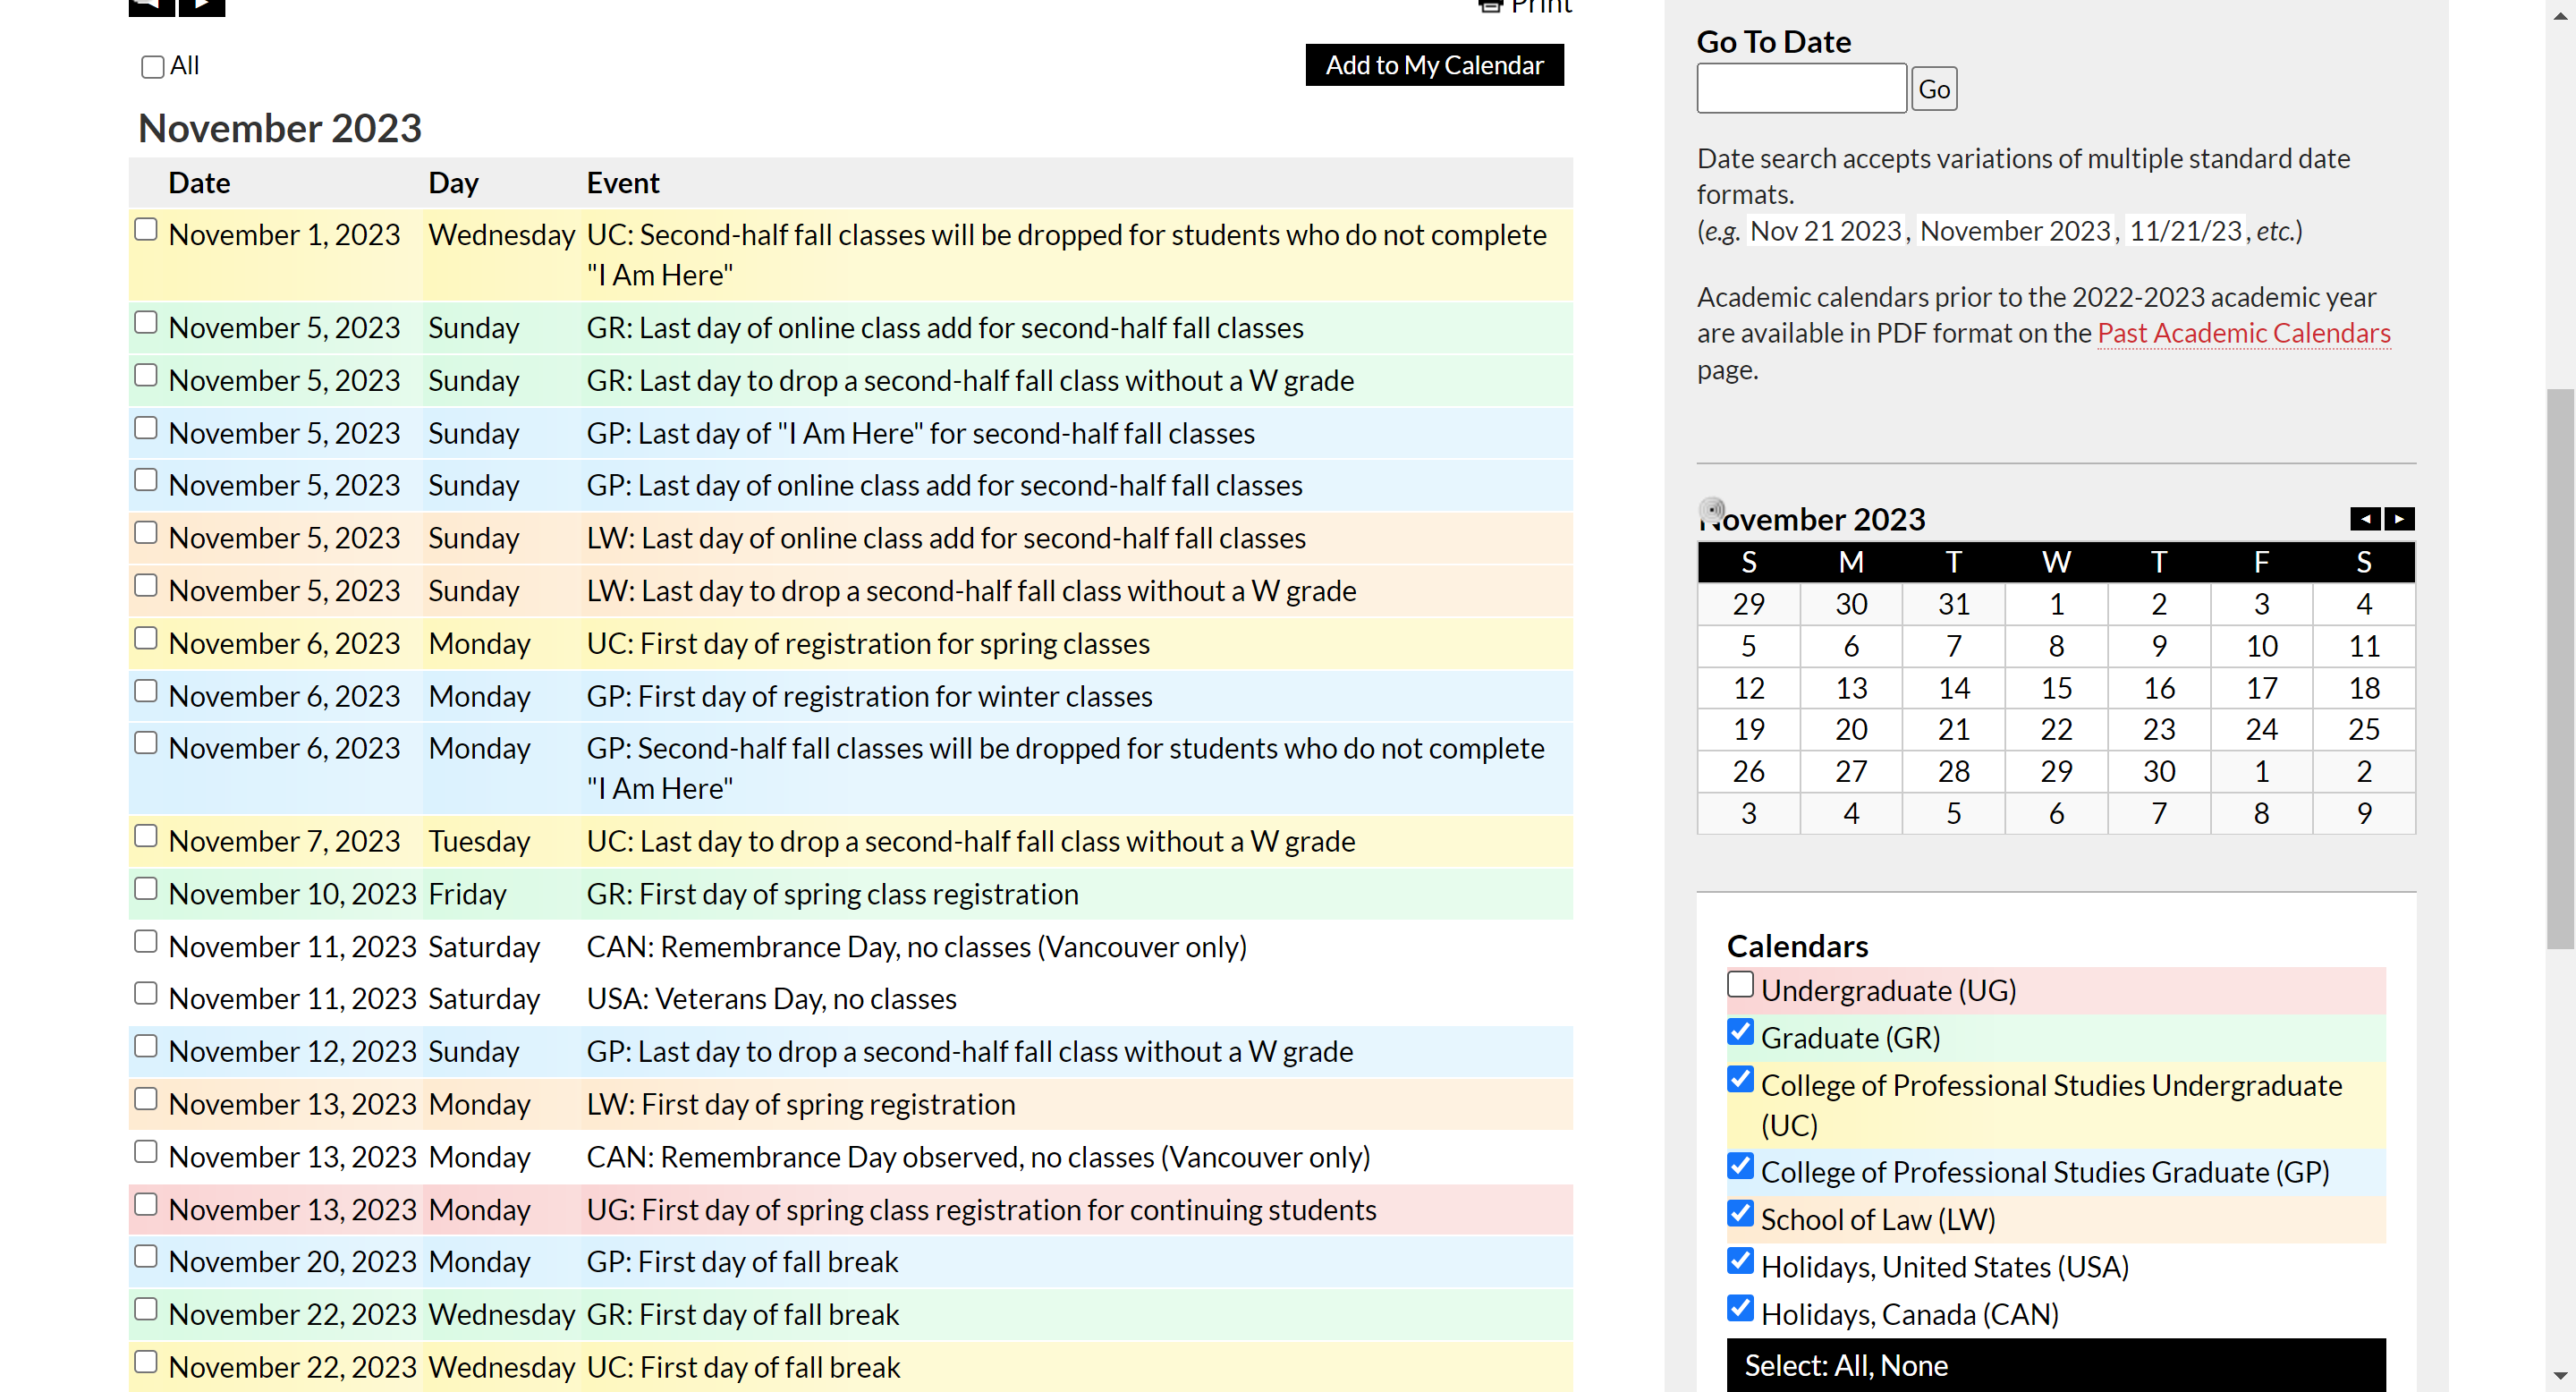 Print
All
Add to My Calendar
November 2023
Date Day Event
November 1, 2023 Wednesday UC: Second-half fall classes will be dropped for students who do not complete
"I Am Here"
November 5, 2023 Sunday GR: Last day of online class add for second-half fall classes
November 5, 2023 Sunday GR: Last day to drop a second-half fall class without a W grade
November 5, 2023 Sunday GP: Last day of "I Am Here" for second-half fall classes
November 5, 2023 Sunday GP: Last day of online class add for second-half fall classes
November 5, 2023 Sunday LW: Last day of online class add for second-half fall classes
November 5, 2023 Sunday LW: Last day to drop a second-half fall class without a W grade
November 6, 2023 Monday UC: First day of registration for spring classes
November 6, 2023 Monday GP: First day of registration for winter classes
November 6, 2023 Monday GP: Second-half fall classes will be dropped for students who do not complete
"I Am Here"
November 7, 2023 Tuesday UC: Last day to drop a second-half fall class without a W grade
November 10, 2023 Friday GR: First day of spring class registration
November 11, 2023 Saturday CAN: Remembrance Day, no classes (Vancouver only)
November 11, 2023 Saturday USA: Veterans Day, no classes
November 12, 2023 Sunday GP: Last day to drop a second-half fall class without a W grade
November 13, 2023 Monday LW: First day of spring registration
November 13, 2023 Monday CAN: Remembrance Day observed, no classes (Vancouver only)
November 13, 2023 Monday UG: First day of spring class registration for continuing students
November 20, 2023 Monday GP: First day of fall break
November 22, 2023 Wednesday GR: First day of fall break
November 22, 2023 Wednesday UC: First day of fall break
Go To Date
Go
Date search accepts variations of multiple standard date
formats.
(e.g. Nov 21 2023, November 2023, 11/21/23, etc.)
Academic calendars prior to the 2022-2023 academic year
are available in PDF format on the Past Academic Calendars
page.
November 2023
S M T W T F S
29 30 31 1 2 3 4
5 6 7 8 9 10 11
12 13 14 15 16 17 18
19 20 21 22 23 24 25
26 27 28 29 30 1 2
3 4 5 6 7 8 9
Calendars
Undergraduate (UG)
Graduate (GR)
College of Professional Studies Undergraduate
(UC)
College of Professional Studies Graduate (GP)
School of Law (LW)
Holidays, United States (USA)
Holidays, Canada (CAN)
Select: All, None